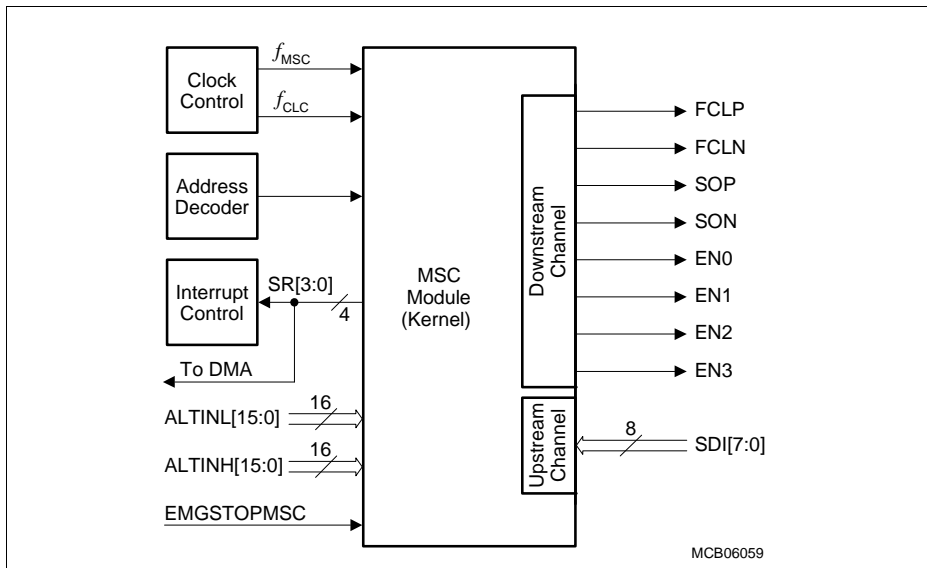 Clock
Control
fMSC
fCLC
Address
Decoder
Interrupt
Control
SR[3:0]
4
To DMA
ALTINL[15:0]
16
ALTINH[15:0]
16
EMGSTOPMSC
MSC
Module
(Kernel)
Downstream
Channel
Upstream
Channel
FCLP
FCLN
SOP
SON
EN0
EN1
EN2
EN3
8
SDI[7:0]
MCB06059